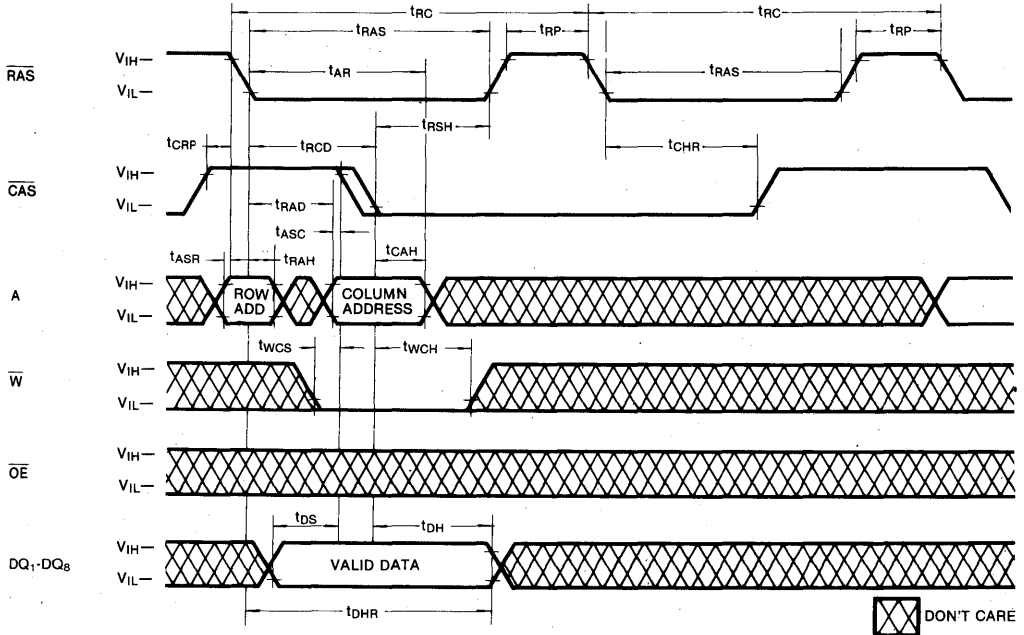 tRC tRC
tRAS tRP tRP
RAS VIH— tAR tRAS
VIL—
tRSH
tCRP tRCD tCHR
CAS VIH—
VIL— tRAD
tASC
tASR tRAH tCAH
A VIH— ROW ADD COLUMN ADDRESS
VIL—
tWCS tWCH
W VIH—
VIL—
OE VIH—
VIL—
tDS tDH
DQ1-DQ8 VIH— VALID DATA
VIL—
tDHR
DON'T CARE